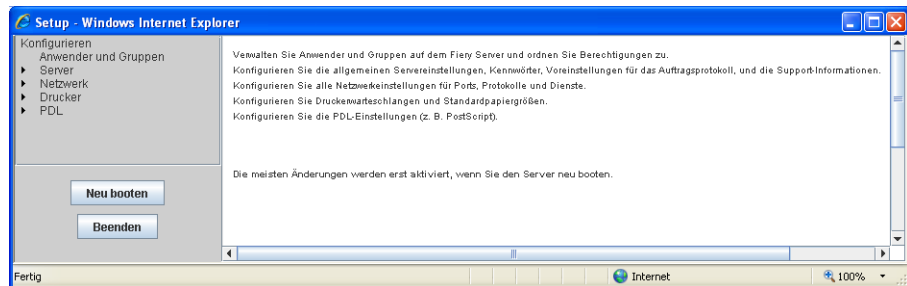 Setup - Windows Internet Explorer
Konfigurieren
Anwender und Gruppen
Server
Netzwerk
Drucker
PDL
Neu booten
Beenden
Verwalten Sie Anwender und Gruppen auf dem Fiery Server und ordnen Sie Berechtigungen zu.
Konfigurieren Sie die allgemeinen Servereinstellungen, Kennwörter, Voreinstellungen für das Auftragsprotokoll, und die Support-Informationen.
Konfigurieren Sie alle Netzwerkeinstellungen für Ports, Protokolle und Dienste.
Konfigurieren Sie Druckerwarteschlangen und Standardpapiergrößen.
Konfigurieren Sie die PDL-Einstellungen (z. B. PostScript).
Die meisten Änderungen werden erst aktiviert, wenn Sie den Server neu booten.
Fertig
Internet
100%